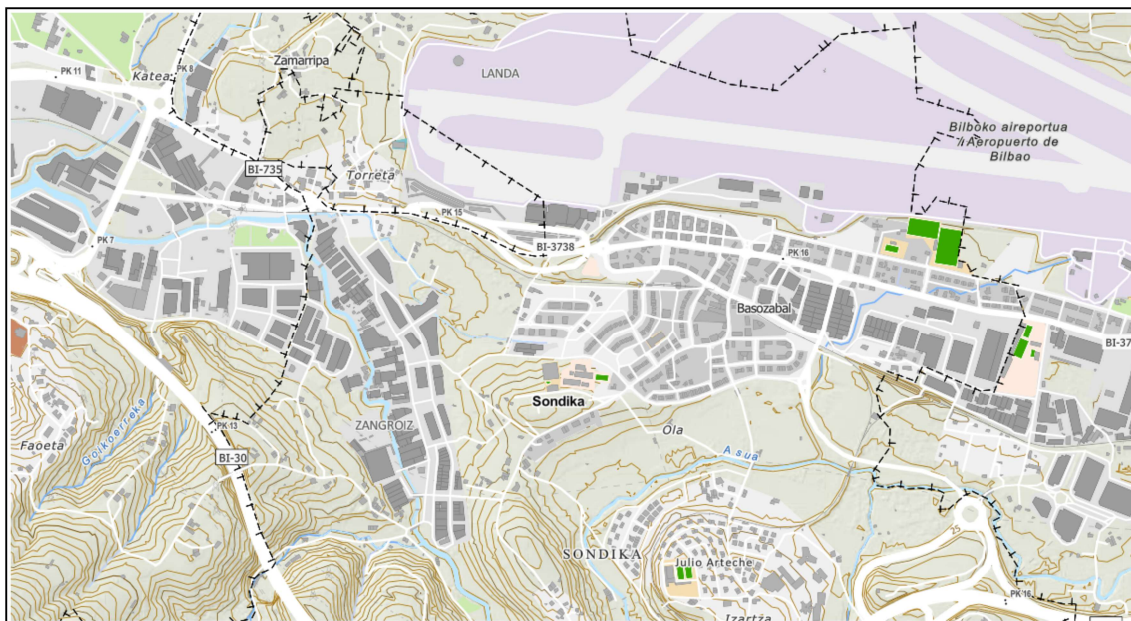 Zamarripa
PK 11
Katea
PK 8
LANDA
Bilboko aireportua
/ Aeropuerto de
Bilbao
BI-735
Torreta
PK 15
PK 7
BI-3738
PK 16
Basozabal
BI-37
Sondika
PK 13
ZANGROIZ
Ola
Faoeta
Goikoerreka
BI-30
Asua
SONDIKA
Julio Arteche
Izartza
PK 16